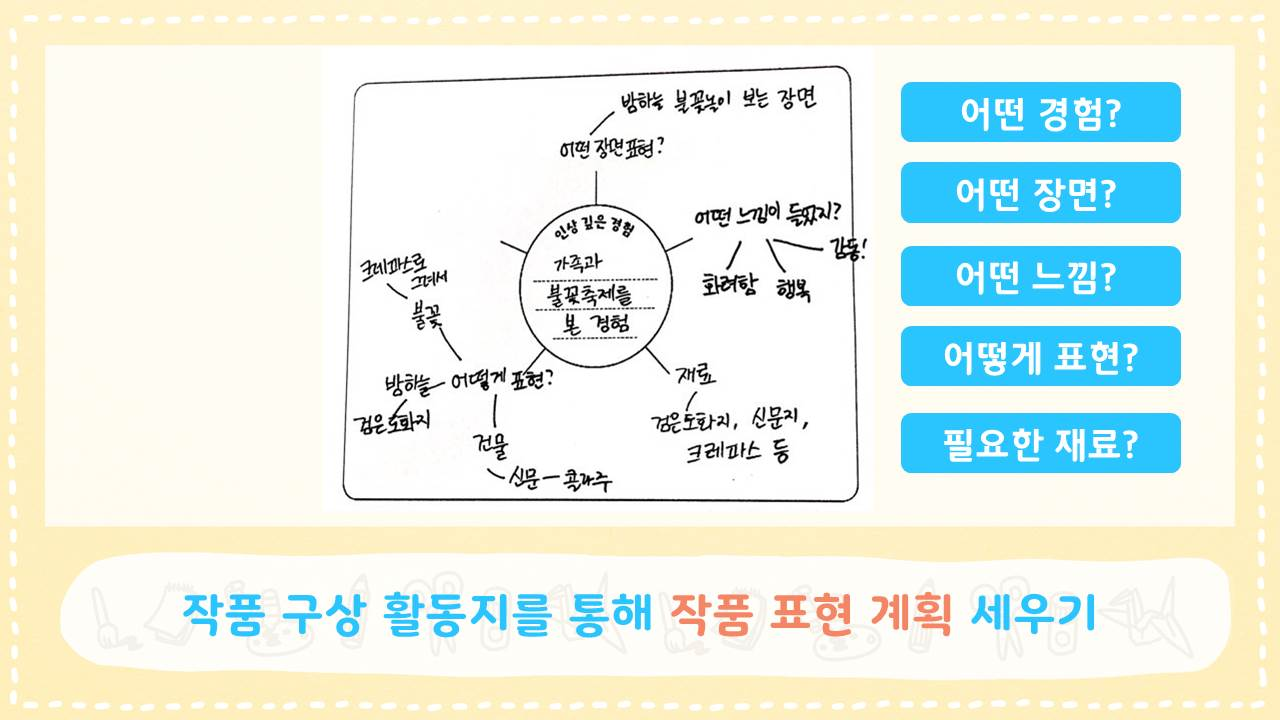 밤하늘 불꽃놀이 보는 장면
어떤 장면 표현?
인상 깊은 경험
가족과
불꽃축제를
본 경험
어떤 느낌이 들었지?
감동!
화려함
행복
크레파스로
그려서
불꽃
밤하늘
어떻게 표현?
검은도화지
건물
신문
콜라주
재료
검은도화지, 신문지,
크레파스 등
어떤 경험?
어떤 장면?
어떤 느낌?
어떻게 표현?
필요한 재료?
작품 구상 활동지를 통해 작품 표현 계획 세우기